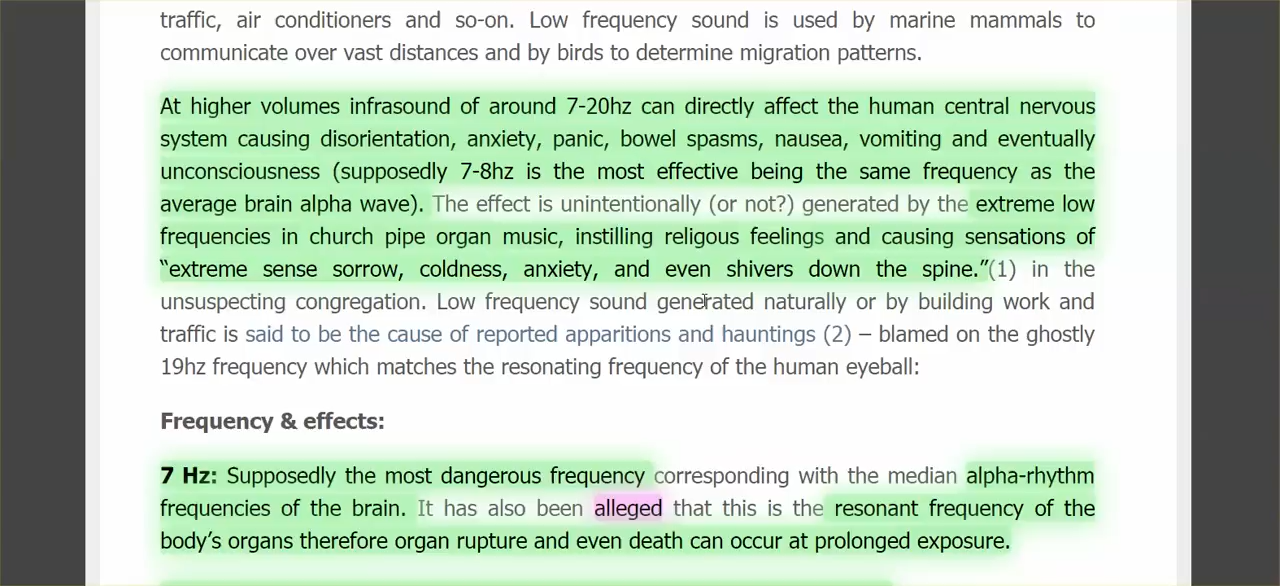 traffic, air conditioners and so-on. Low frequency sound is used by marine mammals to
communicate over vast distances and by birds to determine migration patterns.
At higher volumes infrasound of around 7-20hz can directly affect the human central nervous
system causing disorientation, anxiety, panic, bowel spasms, nausea, vomiting and eventually
unconsciousness (supposedly 7-8hz is the most effective being the same frequency as the
average brain alpha wave). The effect is unintentionally (or not?) generated by the extreme low
frequencies in church pipe organ music, instilling religous feelings and causing sensations of
“extreme sense sorrow, coldness, anxiety, and even shivers down the spine.”(1) in the
unsuspecting congregation. Low frequency sound generated naturally or by building work and
traffic is said to be the cause of reported apparitions and hauntings (2) – blamed on the ghostly
19hz frequency which matches the resonating frequency of the human eyeball:
Frequency & effects:
7 Hz: Supposedly the most dangerous frequency corresponding with the median alpha-rhythm
frequencies of the brain. It has also been alleged that this is the resonant frequency of the
body’s organs therefore organ rupture and even death can occur at prolonged exposure.